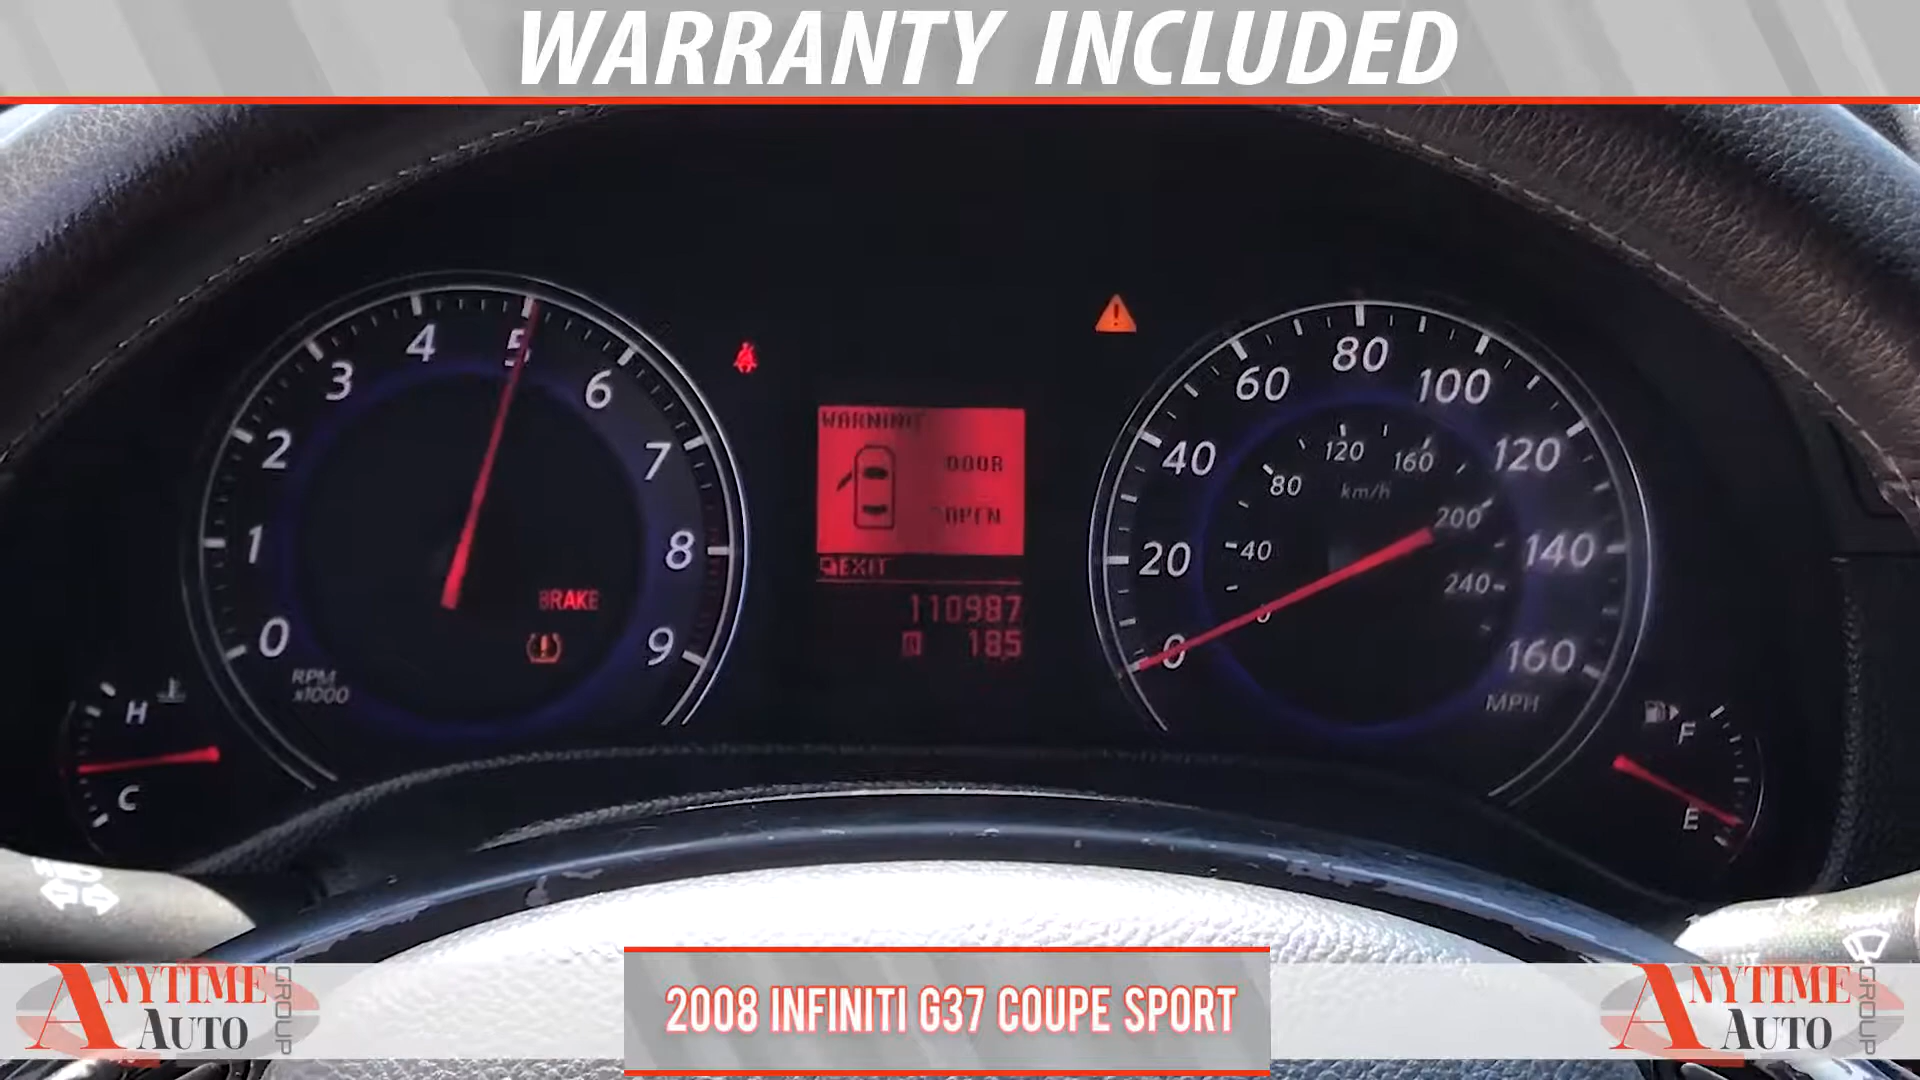 WARRANTY INCLUDED
0 1 2 3 4 5 6 7 8 9
RPM
x1000
BRAKE
H
C
WARNING
DOOR
OPEN
EXIT
110987
185
0 20 40 60 80 100 120 140 160
0 40 80 120 160 200 240
km/h
MPH
F
E
ANYTIME
AUTO
GROUP
2008 INFINITI G37 COUPE SPORT
ANYTIME
AUTO
GROUP